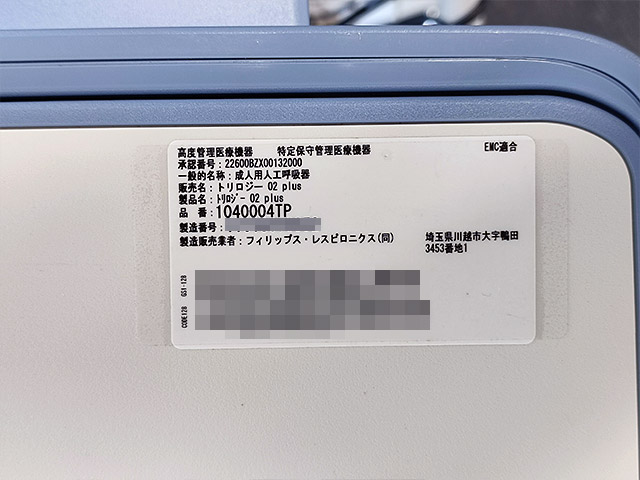 高度管理医療機器 特定保守管理医療機器 EMC適合
承認番号：22600BZX00132000
一般的名称：成人用人工呼吸器
販売名：トリロジー O2 plus
製品名：ﾄﾘﾛｼﾞｰ O2 plus
品 番：1040004TP
製造番号：
製造販売業者：フィリップス・レスピロニクス(同) 埼玉県川越市大字鴨田
3453番地1
GS1-128
CODE128